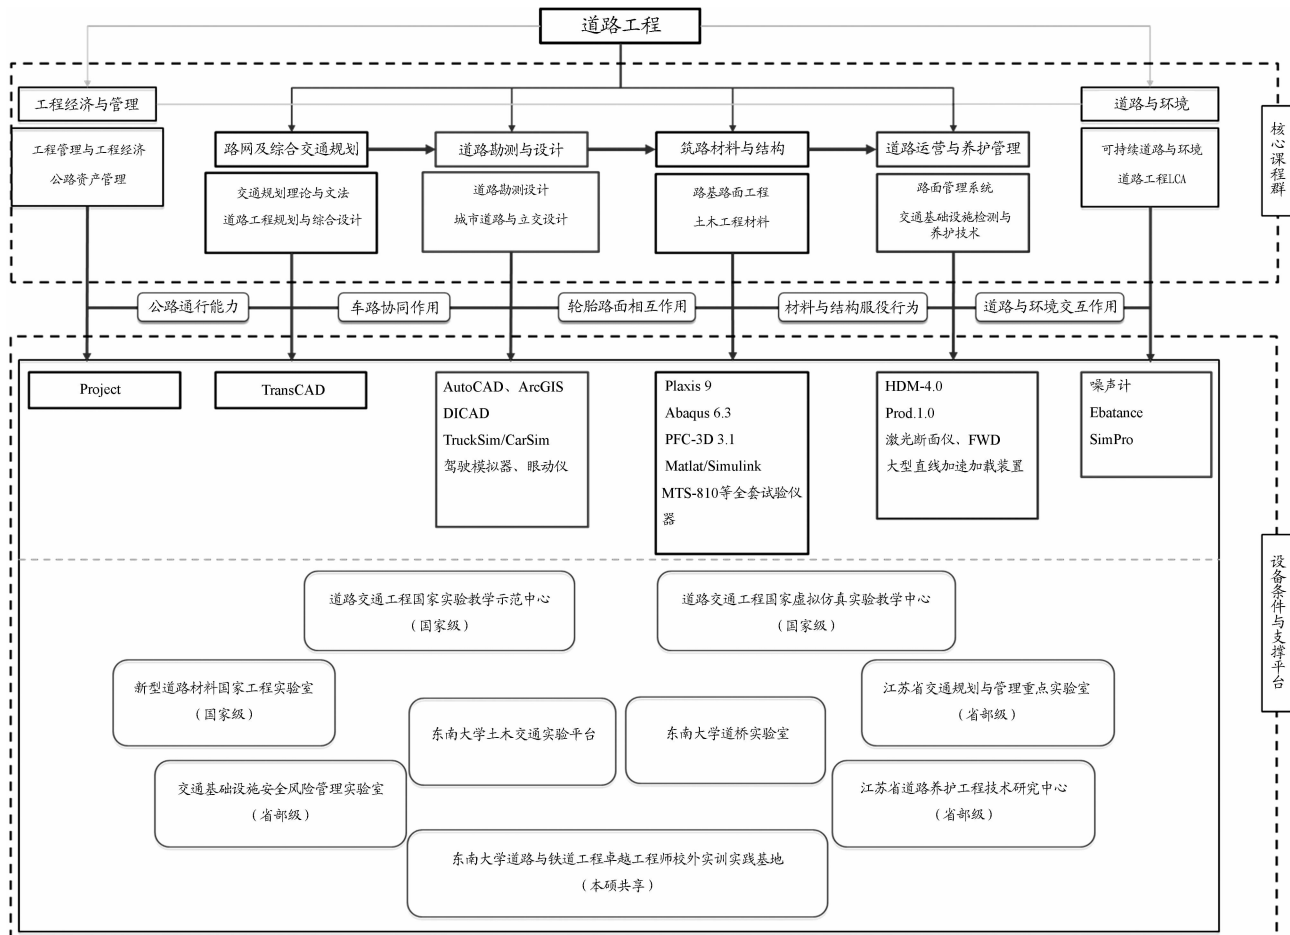 道路工程
工程经济与管理
道路与环境
工程管理与工程经济
公路资产管理
路网及综合交通规划
道路勘测与设计
筑路材料与结构
道路运营与养护管理
交通规划理论与文法
道路工程规划与综合设计
道路勘测设计
城市道路与立交设计
路基路面工程
土木工程材料
路面管理系统
交通基础设施检测与
养护技术
可持续道路与环境
道路工程LCA
核心课程群
公路通行能力
车路协同作用
轮胎路面相互作用
材料与结构服役行为
道路与环境交互作用
Project
TransCAD
AutoCAD、ArcGIS
DICAD
TruckSim/CarSim
驾驶模拟器、眼动仪
Plaxis 9
Abaqus 6.3
PFC-3D 3.1
Matlat/Simulink
MTS-810等全套试验仪
器
HDM-4.0
Prod.1.0
激光断面仪、FWD
大型直线加速加载装置
噪声计
Ebatance
SimPro
设备条件与支撑平台
道路交通工程国家实验教学示范中心
（国家级）
道路交通工程国家虚拟仿真实验教学中心
（国家级）
新型道路材料国家工程实验室
（国家级）
东南大学土木交通实验平台
东南大学道桥实验室
江苏省交通规划与管理重点实验室
（省部级）
交通基础设施安全风险管理实验室
（省部级）
江苏省道路养护工程技术研究中心
（省部级）
东南大学道路与铁道工程卓越工程师校外实训实践基地
（本硕共享）